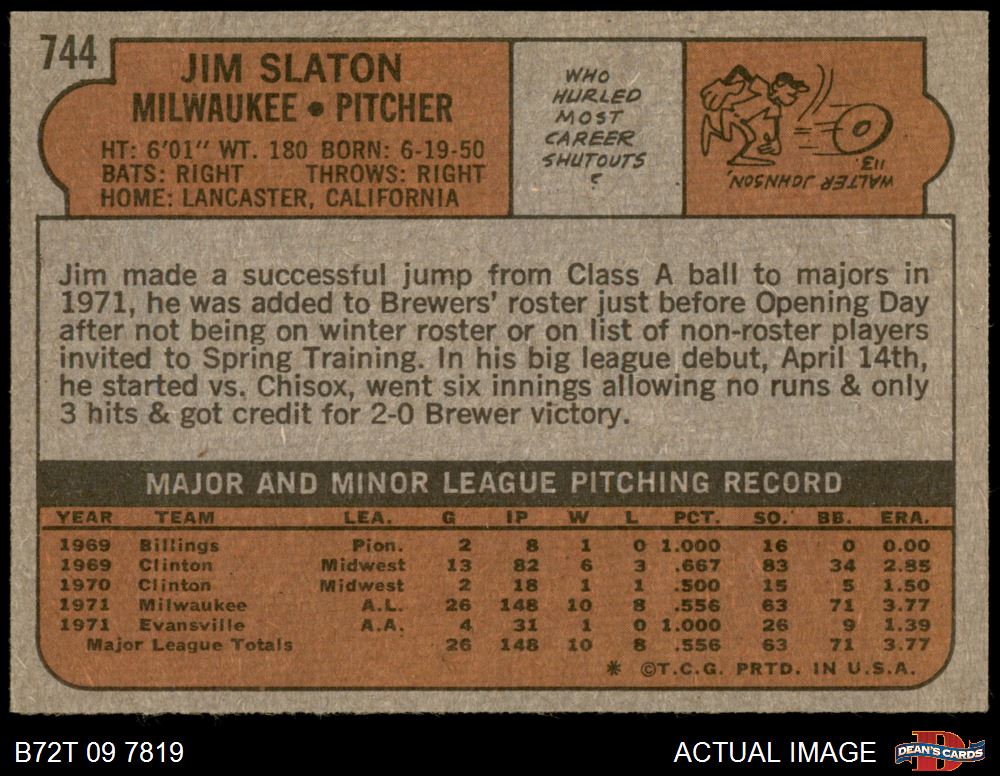 744
JIM SLATON
MILWAUKEE • PITCHER
HT: 6'01" WT. 180 BORN: 6-19-50
BATS: RIGHT THROWS: RIGHT
HOME: LANCASTER, CALIFORNIA
WHO
HURLED
MOST
CAREER
SHUTOUTS
?
WALTER JOHNSON,
113.
Jim made a successful jump from Class A ball to majors in
1971, he was added to Brewers' roster just before Opening Day
after not being on winter roster or on list of non-roster players
invited to Spring Training. In his big league debut, April 14th,
he started vs. Chisox, went six innings allowing no runs & only
3 hits & got credit for 2-0 Brewer victory.
MAJOR AND MINOR LEAGUE PITCHING RECORD
YEAR TEAM LEA. G IP W L PCT. SO. BB. ERA.
1969 Billings Pion. 2 8 1 0 1.000 16 0 0.00
1969 Clinton Midwest 13 82 6 3 .667 83 34 2.85
1970 Clinton Midwest 2 18 1 1 .500 15 5 1.50
1971 Milwaukee A.L. 26 148 10 8 .556 63 71 3.77
1971 Evansville A.A. 4 31 1 0 1.000 26 9 1.39
Major League Totals 26 148 10 8 .556 63 71 3.77
* ©T.C.G. PRTD. IN U.S.A.
B72T 09 7819
ACTUAL IMAGE
DEAN'S CARDS